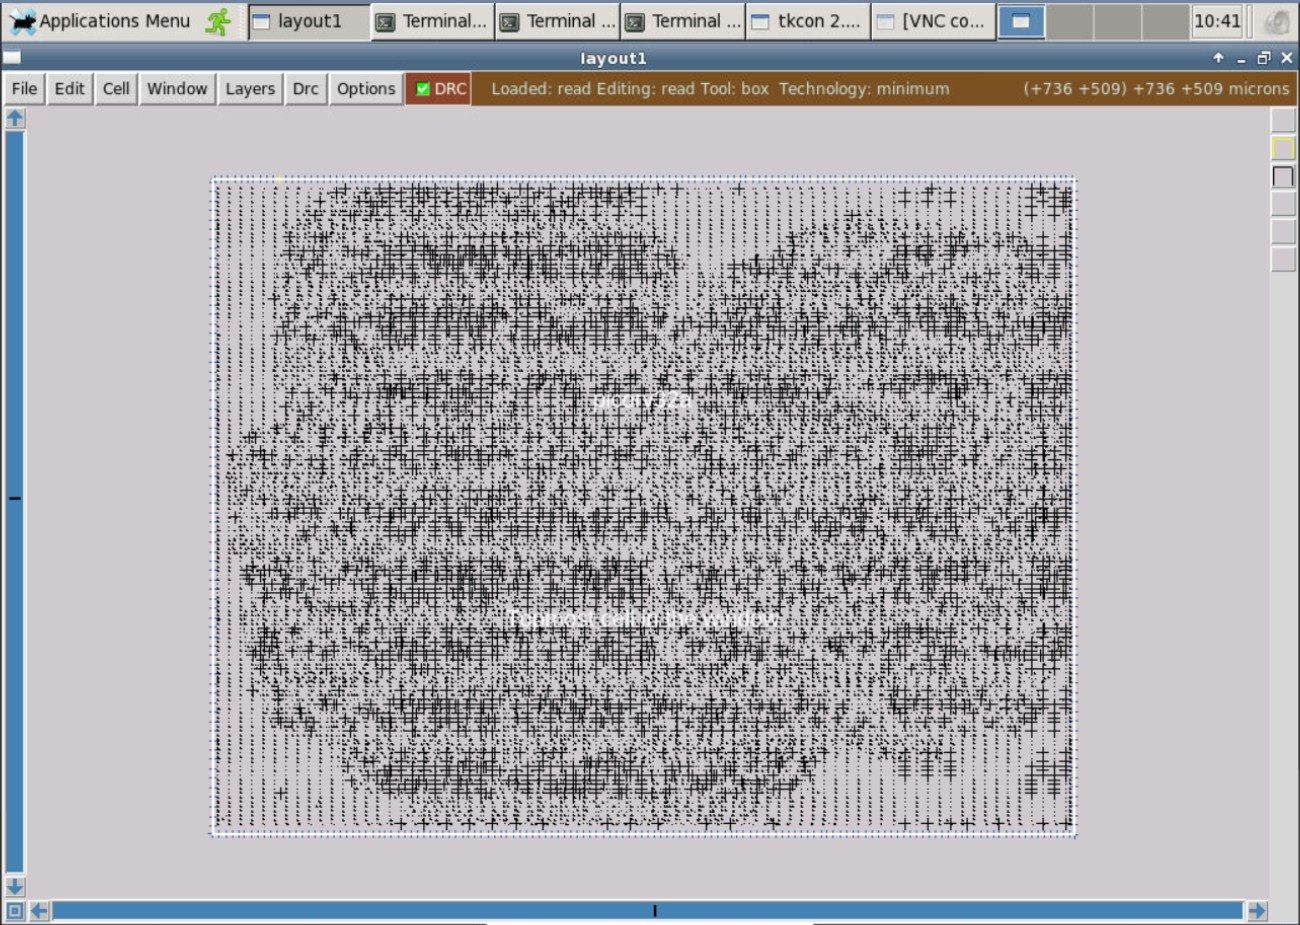 Applications Menu layout1 Terminal... Terminal ... Terminal ... tkcon 2.... [VNC co... 10:41
layout1
File Edit Cell Window Layers Drc Options DRC Loaded: read Editing: read Tool: box Technology: minimum (+736 +509) +736 +509 microns
picorv32a
Topmost cell in the window